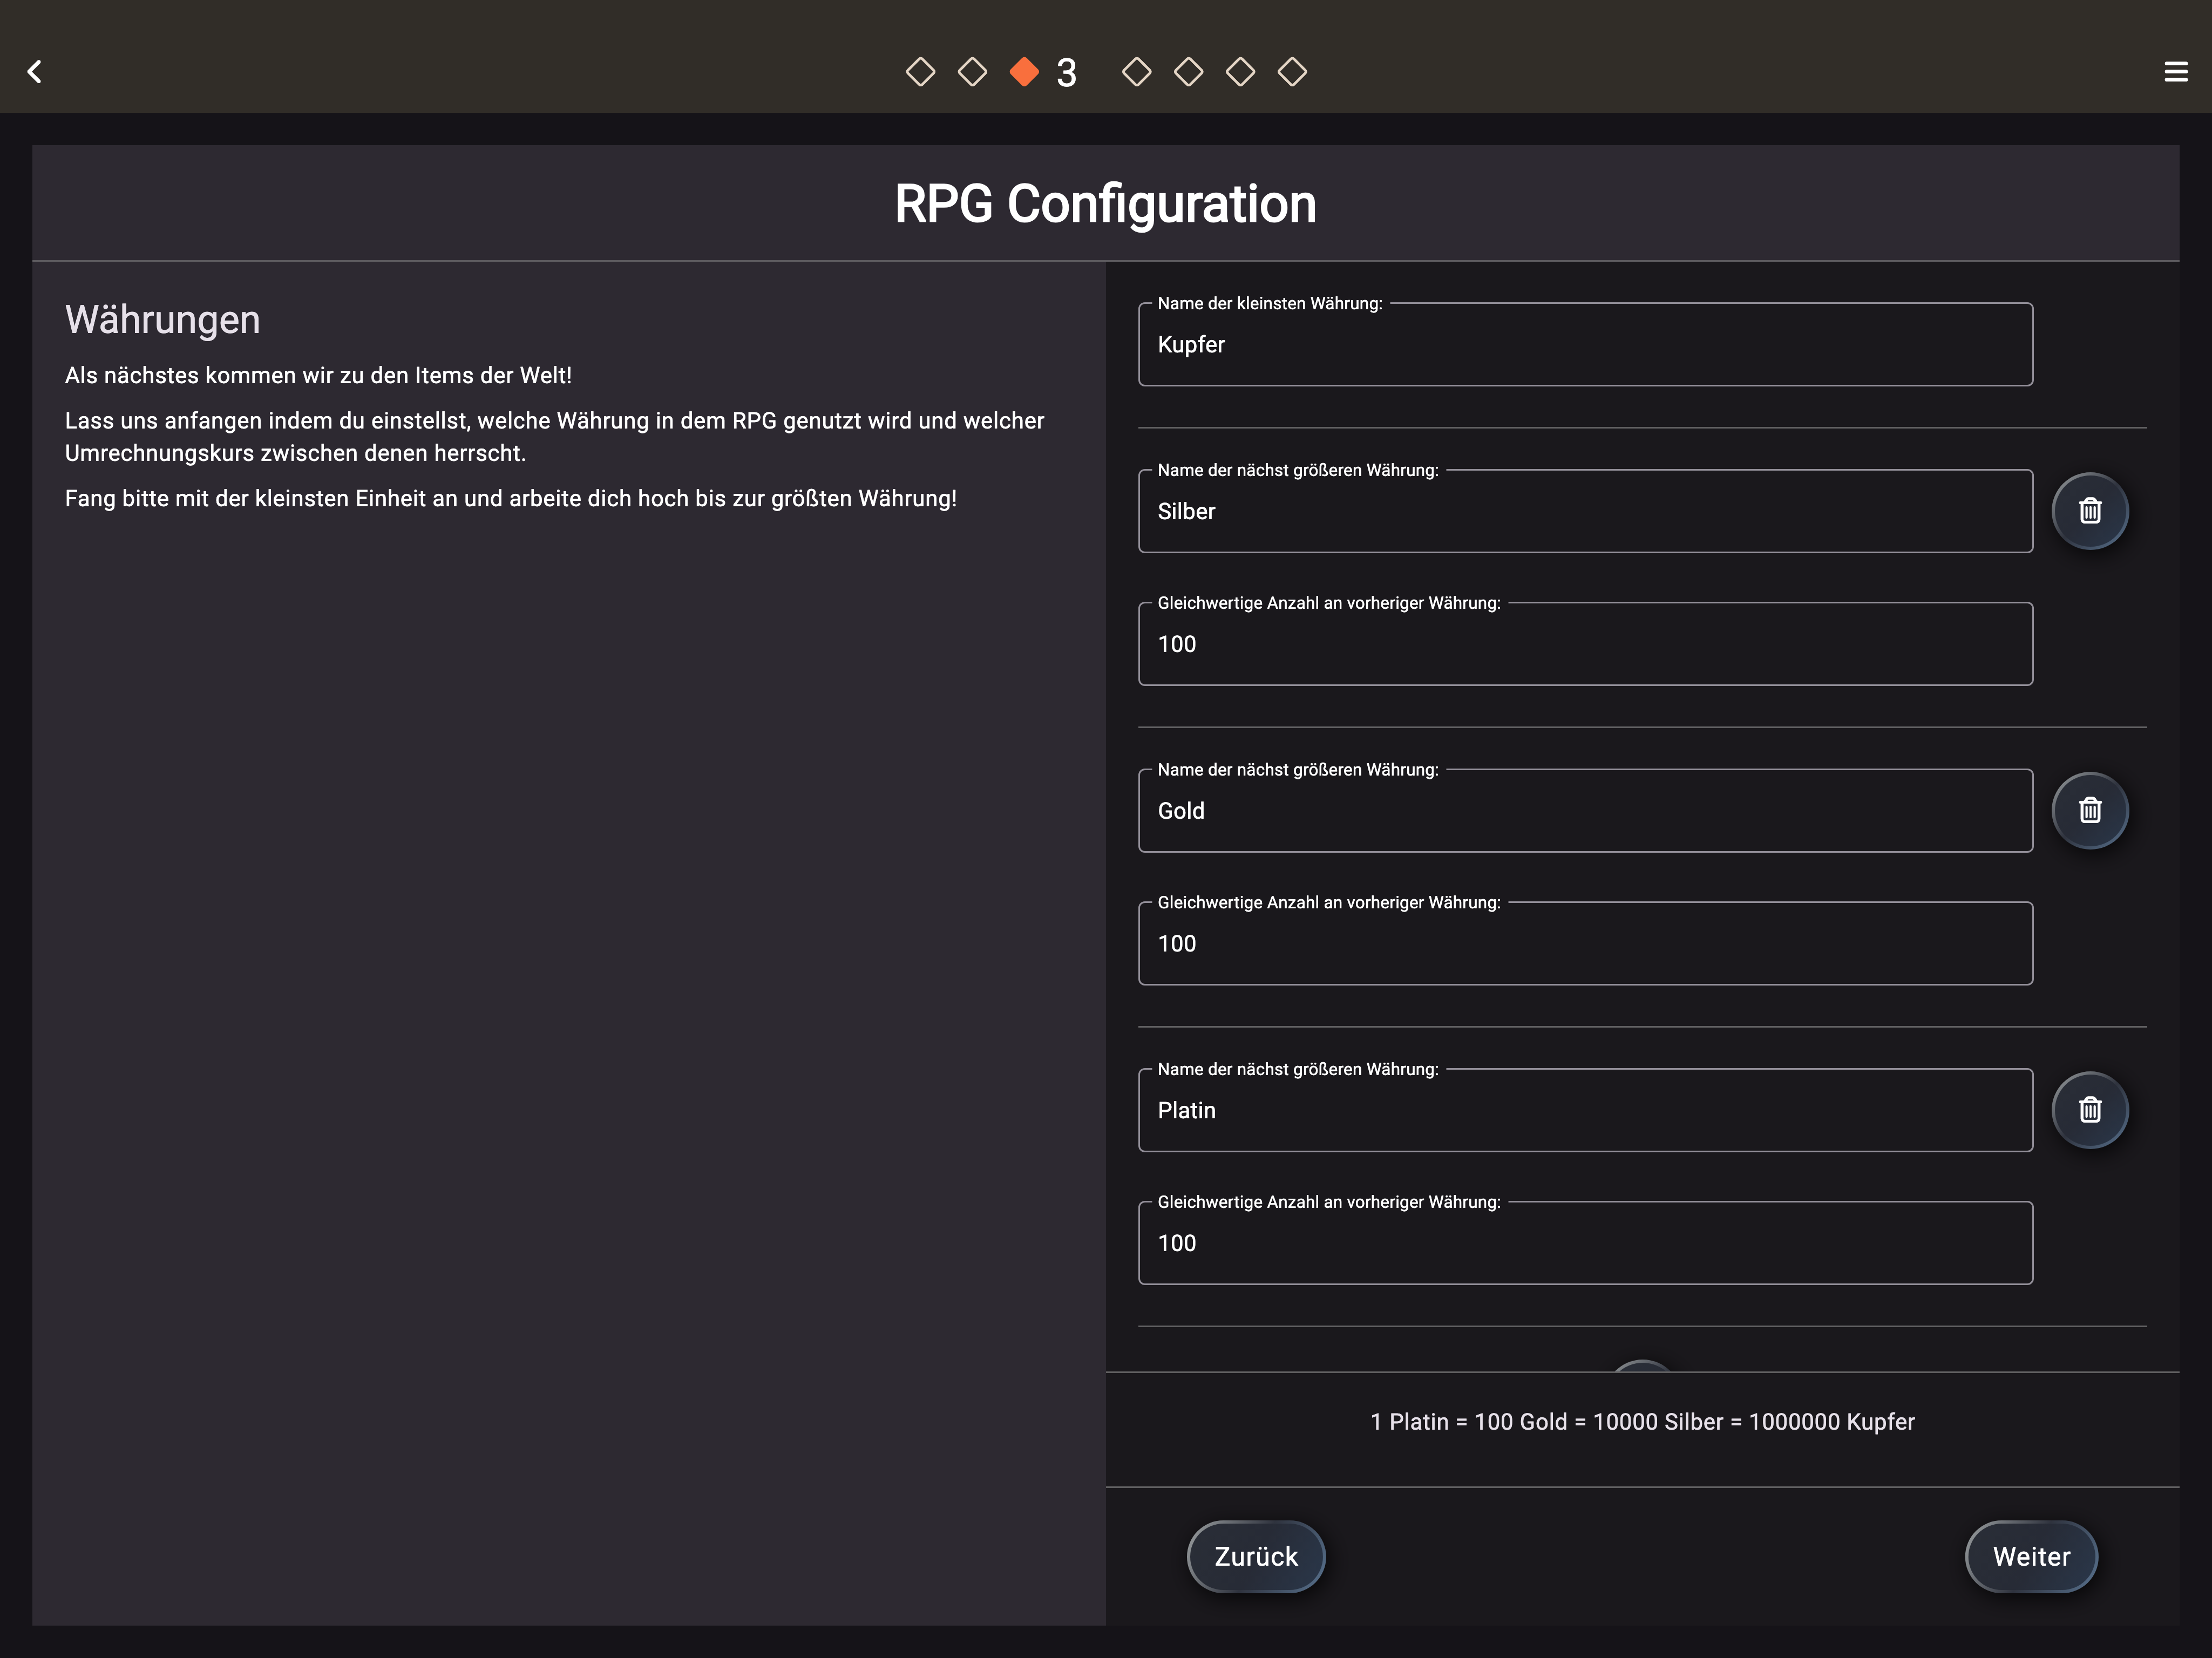 3
RPG Configuration
Währungen
Als nächstes kommen wir zu den Items der Welt!
Lass uns anfangen indem du einstellst, welche Währung in dem RPG genutzt wird und welcher
Umrechnungskurs zwischen denen herrscht.
Fang bitte mit der kleinsten Einheit an und arbeite dich hoch bis zur größten Währung!
Name der kleinsten Währung:
Kupfer
Name der nächst größeren Währung:
Silber
Gleichwertige Anzahl an vorheriger Währung:
100
Name der nächst größeren Währung:
Gold
Gleichwertige Anzahl an vorheriger Währung:
100
Name der nächst größeren Währung:
Platin
Gleichwertige Anzahl an vorheriger Währung:
100
1 Platin = 100 Gold = 10000 Silber = 1000000 Kupfer
Zurück
Weiter